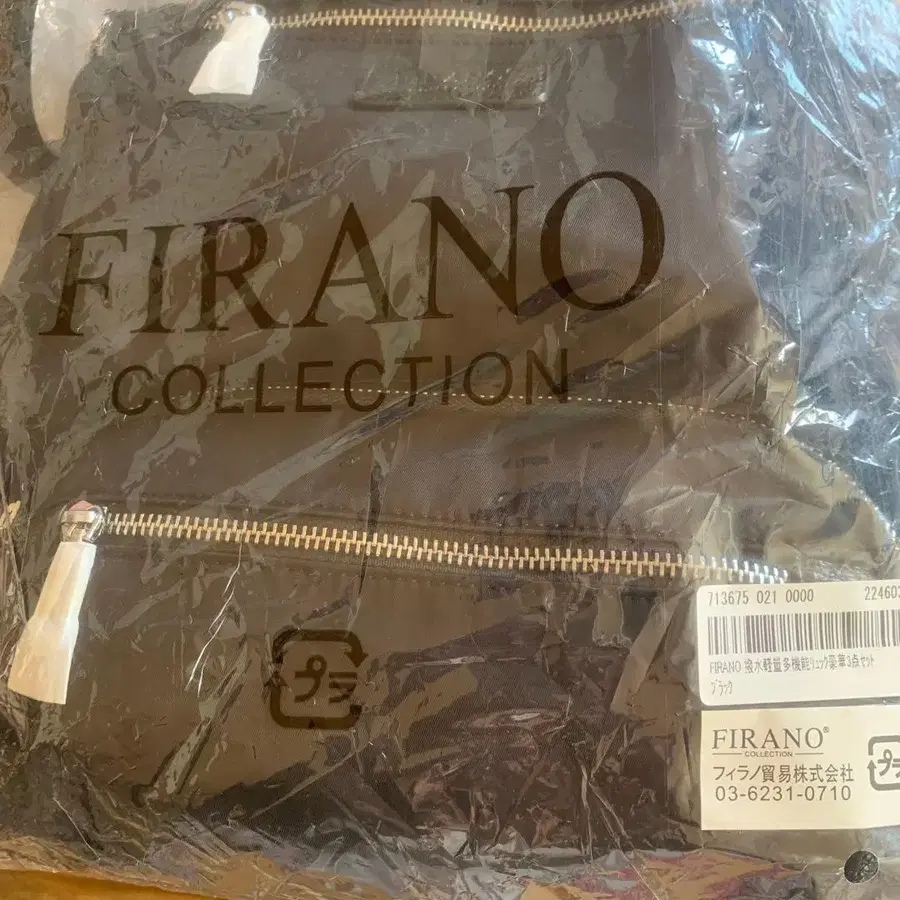 FIRANO
COLLECTION
プラ
713675 021 0000 22460
FIRANO 撥水軽量多機能リュック豪華3点セット
ブラック
FIRANO®
COLLECTION
フィラノ貿易株式会社
03-6231-0710
プ